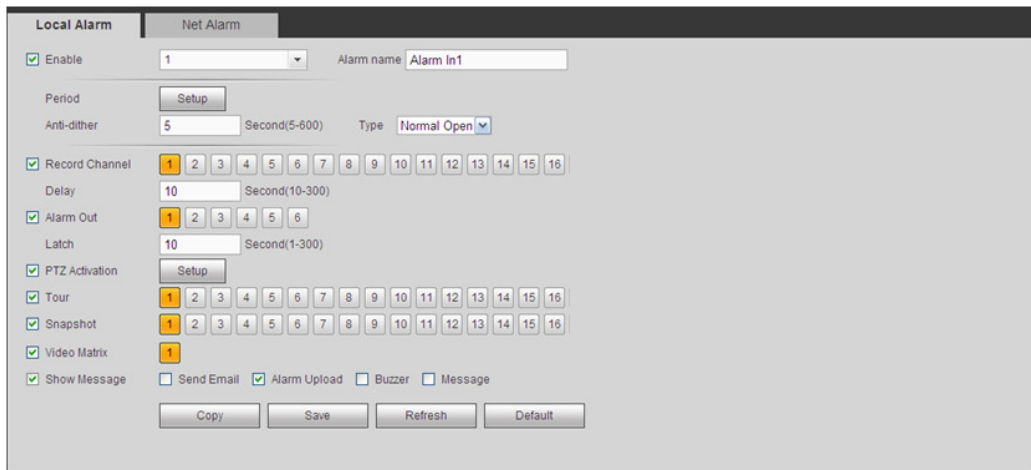 Local Alarm Net Alarm
Enable 1 Alarm name Alarm In1
Period Setup
Anti-dither 5 Second(5-600) Type Normal Open
Record Channel 1 2 3 4 5 6 7 8 9 10 11 12 13 14 15 16
Delay 10 Second(10-300)
Alarm Out 1 2 3 4 5 6
Latch 10 Second(1-300)
PTZ Activation Setup
Tour 1 2 3 4 5 6 7 8 9 10 11 12 13 14 15 16
Snapshot 1 2 3 4 5 6 7 8 9 10 11 12 13 14 15 16
Video Matrix 1
Show Message Send Email Alarm Upload Buzzer Message
Copy Save Refresh Default